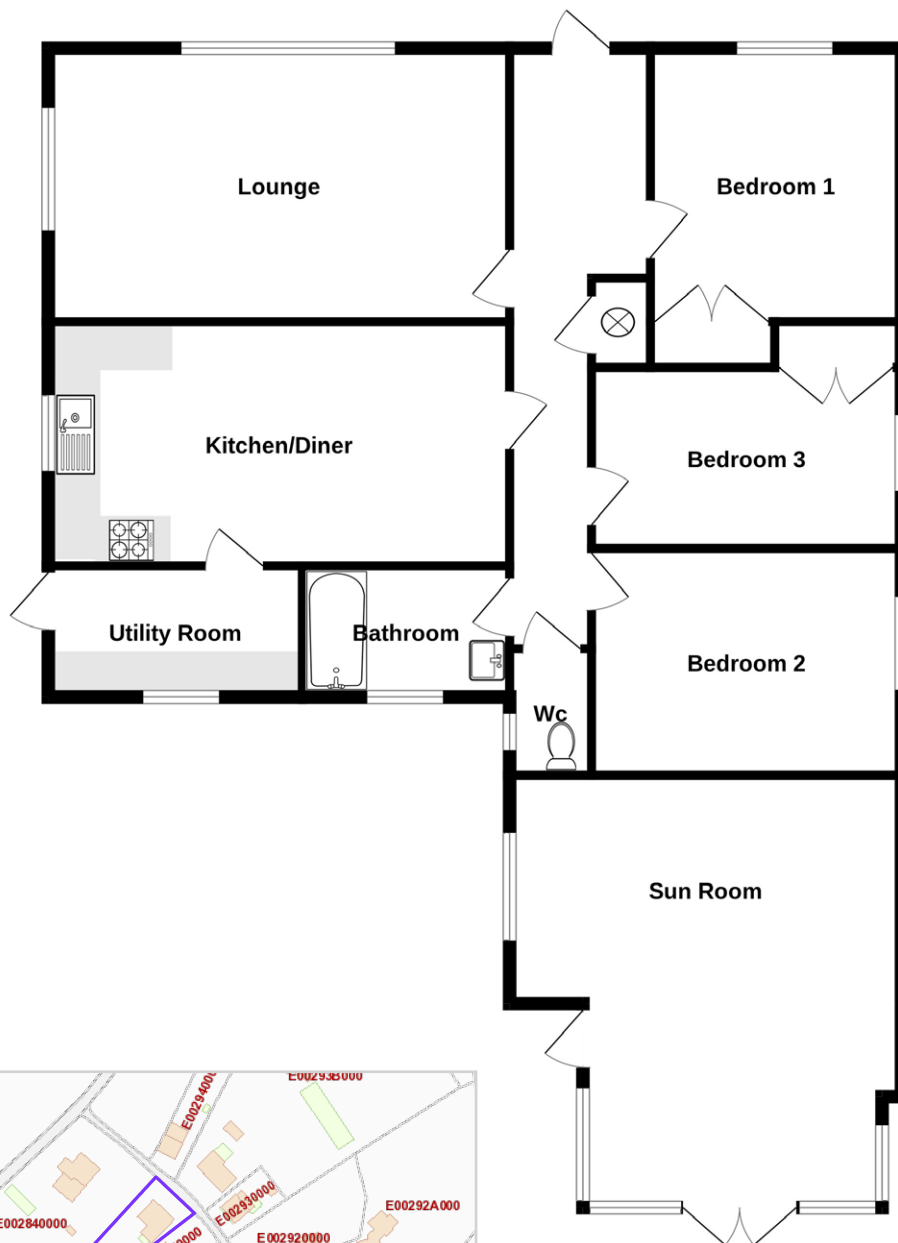 Lounge
Bedroom 1
Kitchen/Diner
Bedroom 3
Utility Room
Bathroom
Bedroom 2
Wc
Sun Room
E00293B000
E002940000
E002930000
E00292A000
E002840000
E002920000